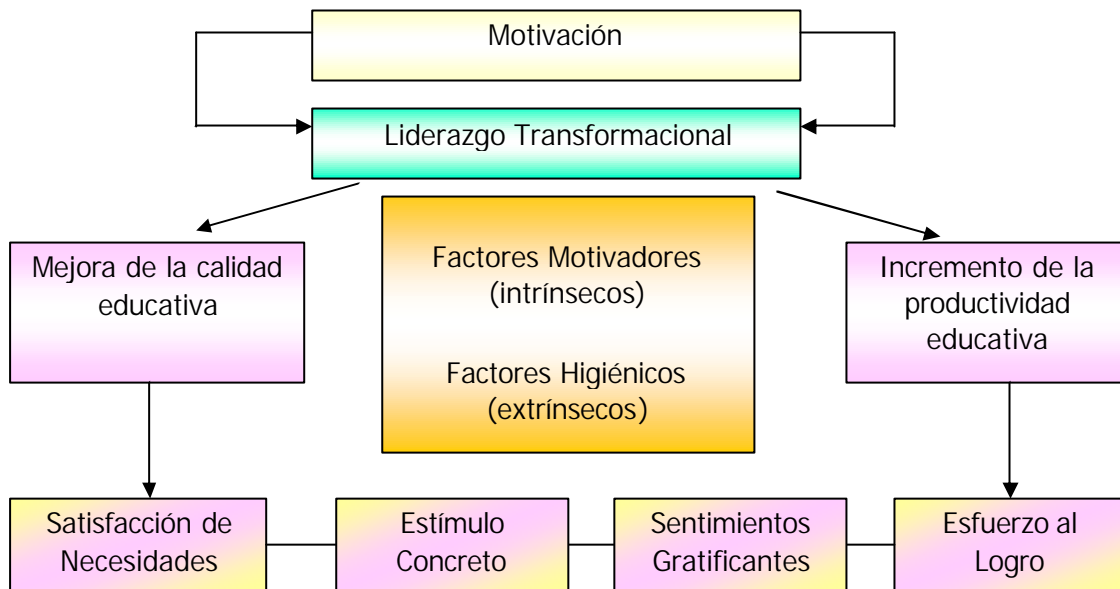 Motivación
Liderazgo Transformacional
Mejora de la calidad
educativa
Factores Motivadores
(intrínsecos)
Factores Higiénicos
(extrínsecos)
Incremento de la
productividad
educativa
Satisfacción de
Necesidades
Estímulo
Concreto
Sentimientos
Gratificantes
Esfuerzo al
Logro